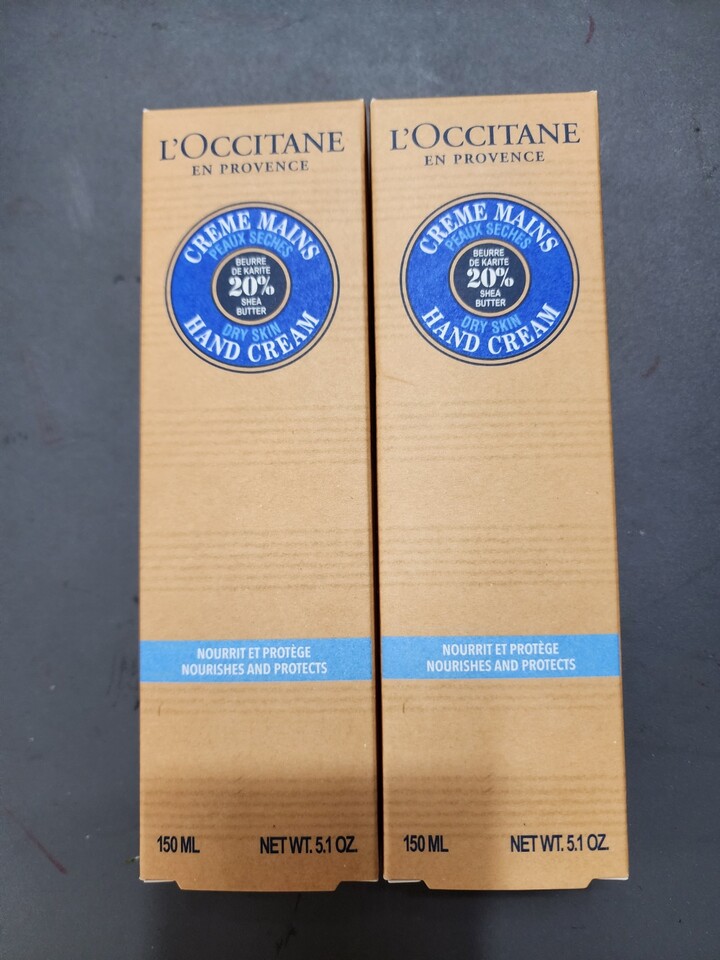 L'OCCITANE
EN PROVENCE
CREME MAINS
PEAUX SECHES
BEURRE
DE KARITE
20%
SHEA
BUTTER
DRY SKIN
HAND CREAM
NOURRIT ET PROTÈGE
NOURISHES AND PROTECTS
150 ML NET WT. 5.1 OZ.
L'OCCITANE
EN PROVENCE
CREME MAINS
PEAUX SECHES
BEURRE
DE KARITE
20%
SHEA
BUTTER
DRY SKIN
HAND CREAM
NOURRIT ET PROTÈGE
NOURISHES AND PROTECTS
150 ML NET WT. 5.1 OZ.